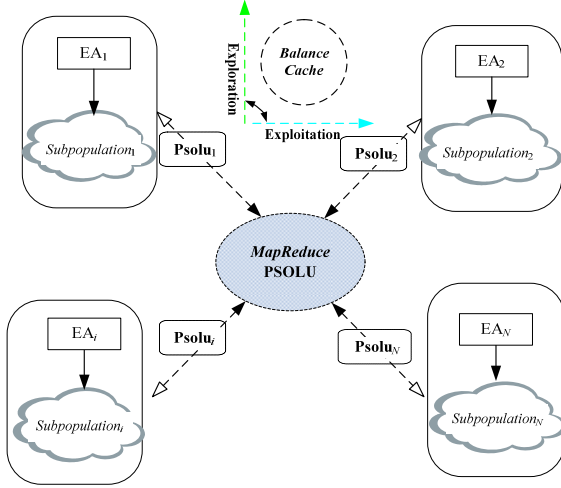 EA1
Subpopulation1
Exploration
Balance
Cache
Exploitation
EA2
Subpopulation2
Psolu1
Psolu2
MapReduce
PSOLU
EAi
Subpopulationi
Psolui
PsoluN
EAN
SubpopulationN